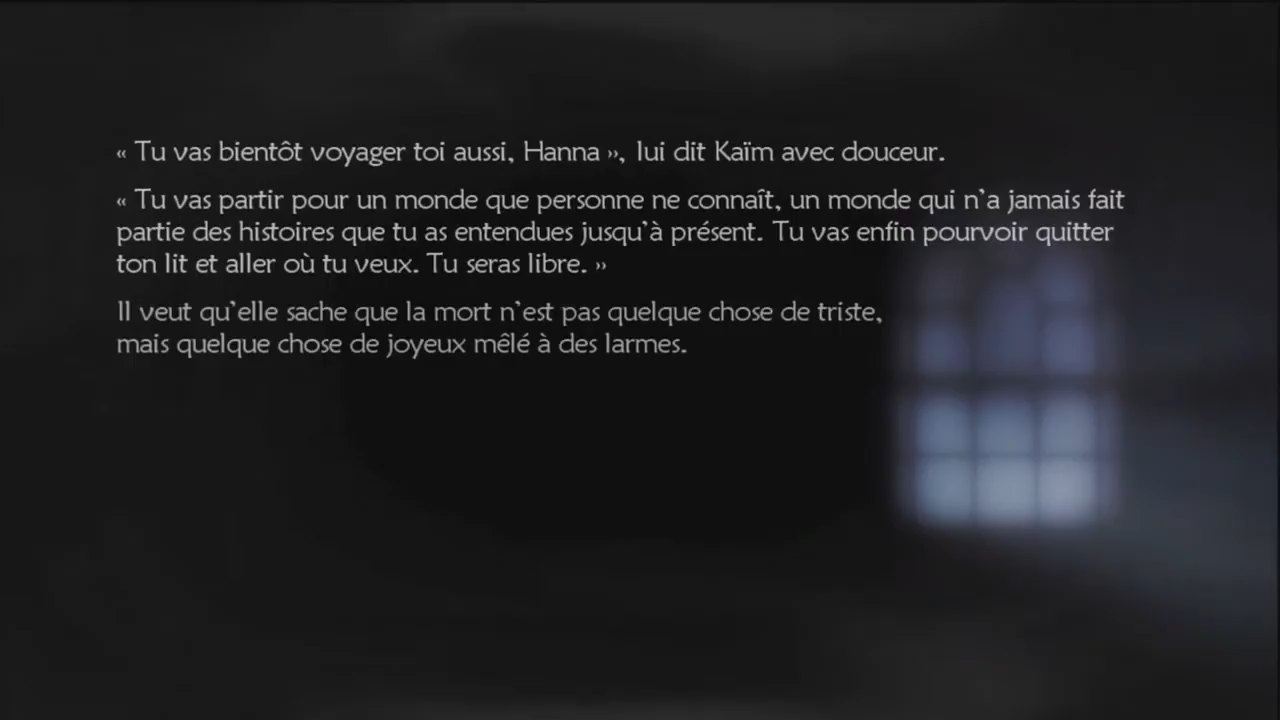 « Tu vas bientôt voyager toi aussi, Hanna », lui dit Kaïm avec douceur.
« Tu vas partir pour un monde que personne ne connaît, un monde qui n'a jamais fait
partie des histoires que tu as entendues jusqu'à présent. Tu vas enfin pourvoir quitter
ton lit et aller où tu veux. Tu seras libre. »
Il veut qu'elle sache que la mort n'est pas quelque chose de triste,
mais quelque chose de joyeux mêlé à des larmes.